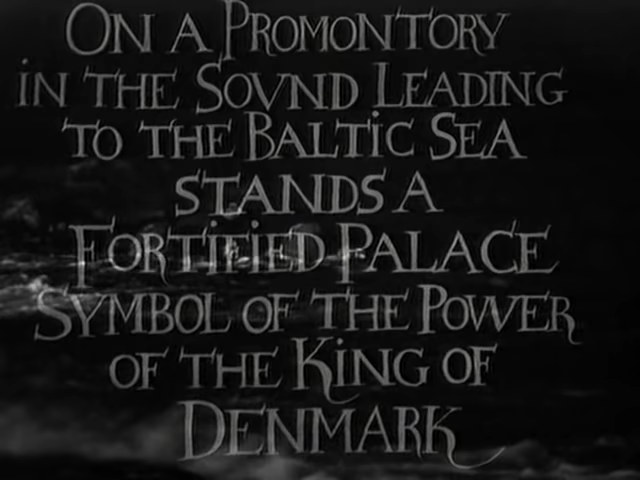 On a Promontory
in the Sovnd Leading
to the Baltic Sea
stands a
Fortified Palace
Symbol of the Power
of the King of
Denmark